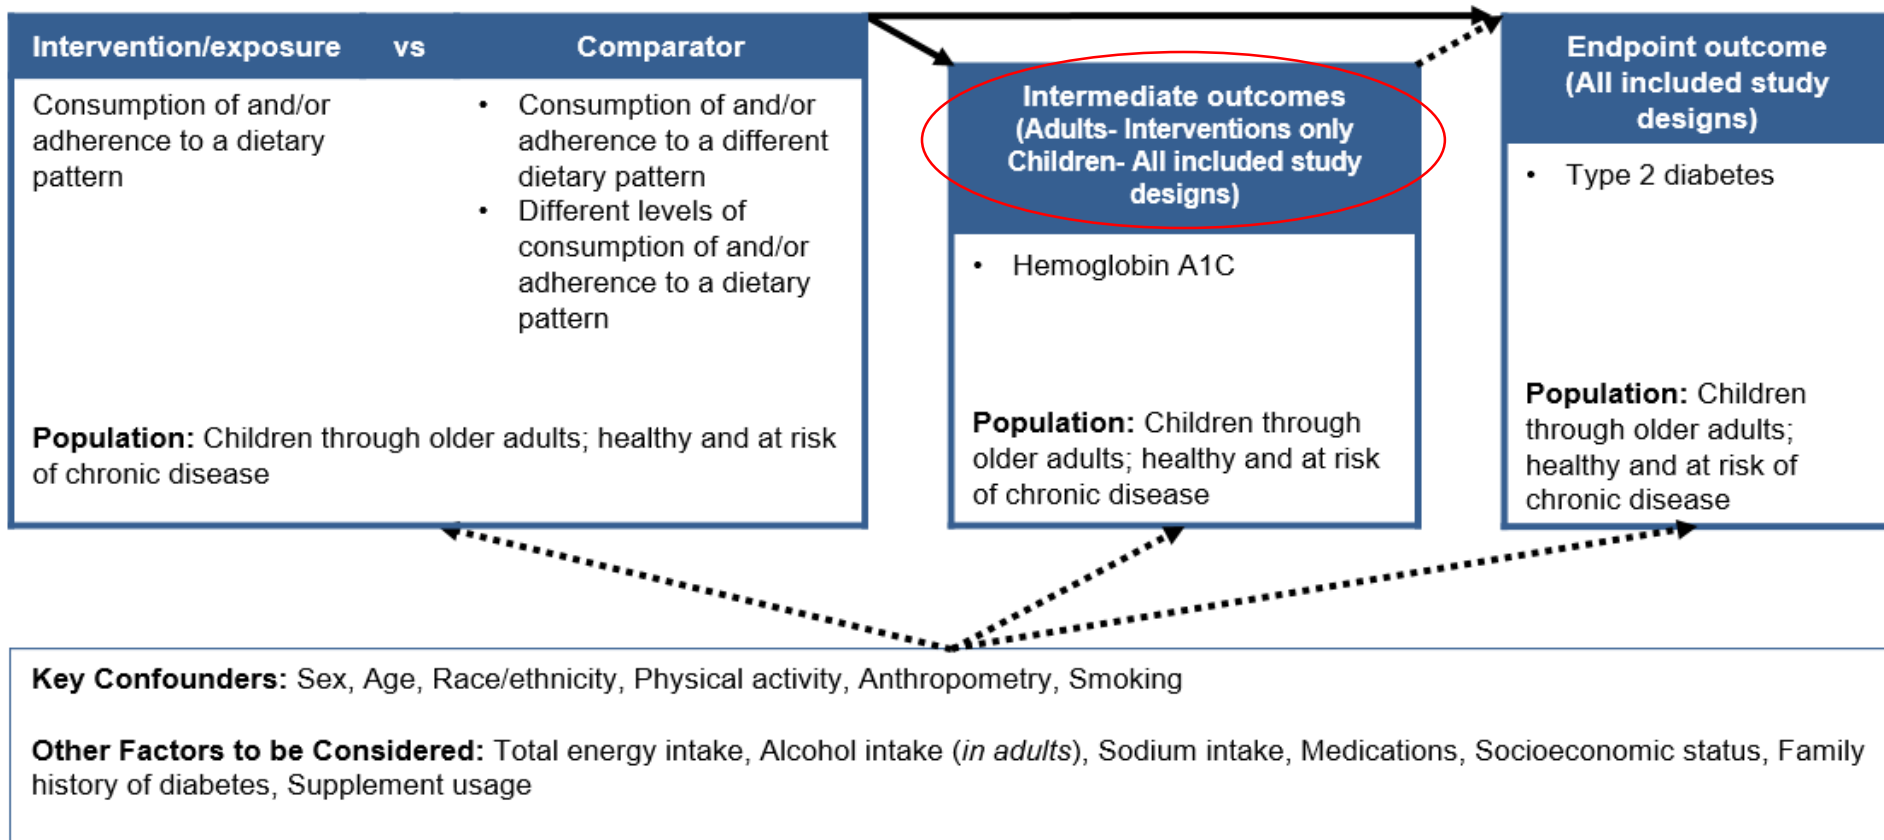 Intervention/exposure vs Comparator
Consumption of and/or
adherence to a dietary
pattern
• Consumption of and/or
adherence to a different
dietary pattern
• Different levels of
consumption of and/or
adherence to a dietary
pattern
Population: Children through older adults; healthy and at risk
of chronic disease
Intermediate outcomes
(Adults- Interventions only
Children- All included study
designs)
• Hemoglobin A1C
Population: Children through
older adults; healthy and at risk
of chronic disease
Endpoint outcome
(All included study
designs)
• Type 2 diabetes
Population: Children
through older adults;
healthy and at risk of
chronic disease
Key Confounders: Sex, Age, Race/ethnicity, Physical activity, Anthropometry, Smoking
Other Factors to be Considered: Total energy intake, Alcohol intake (in adults), Sodium intake, Medications, Socioeconomic status, Family
history of diabetes, Supplement usage